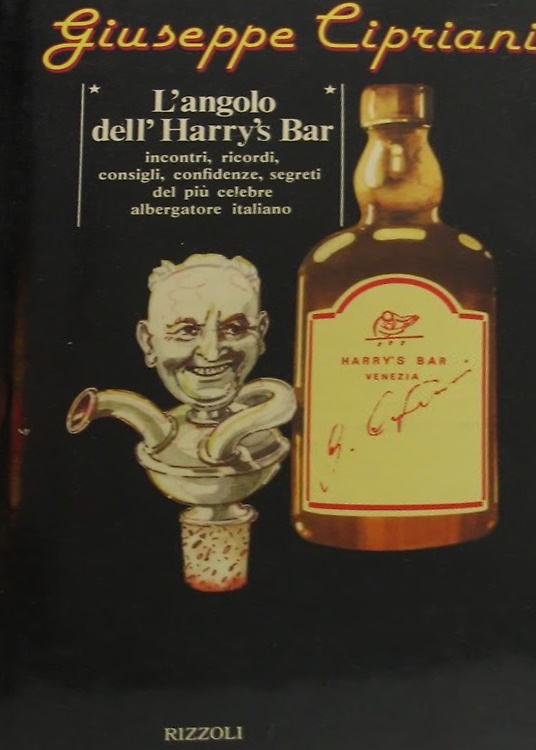 Giuseppe Cipriani
L'angolo
dell'Harry's Bar
incontri, ricordi,
consigli, confidenze, segreti
del più celebre
albergatore italiano
HARRY'S BAR
VENEZIA
G. Cipriani
RIZZOLI